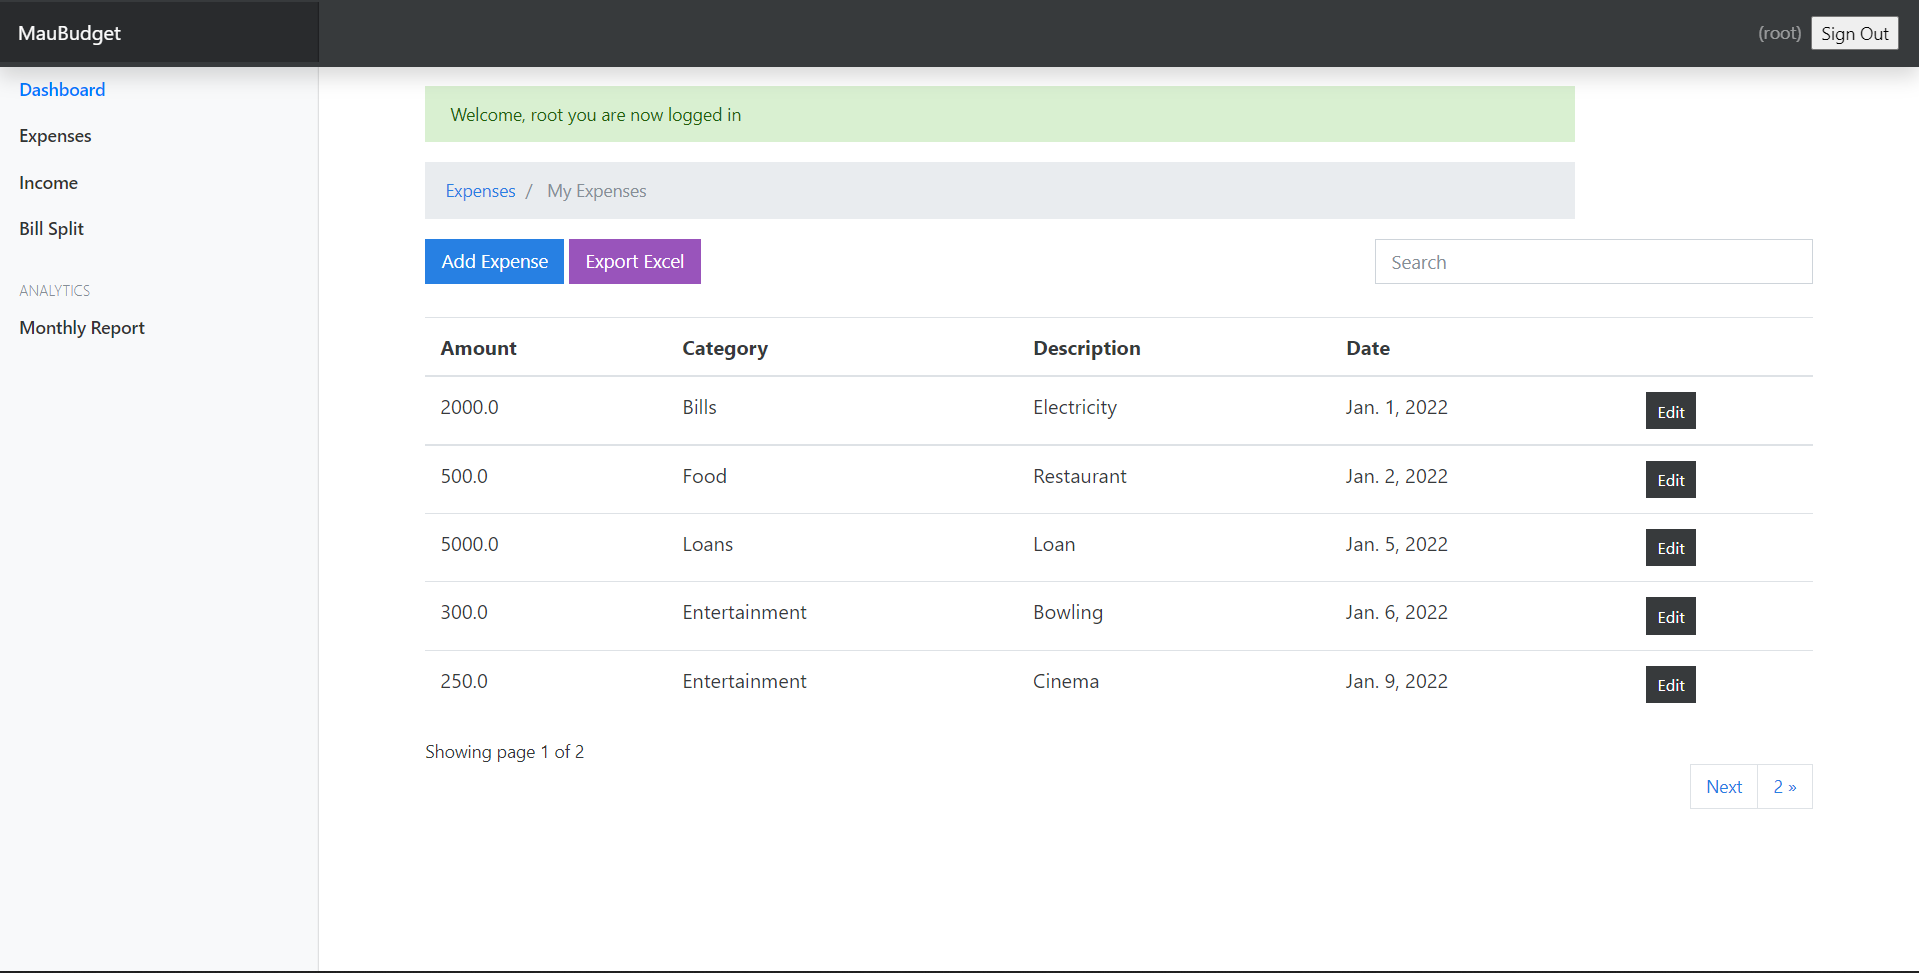 MauBudget
(root) Sign Out
Dashboard
Expenses
Income
Bill Split
ANALYTICS
Monthly Report
Welcome, root you are now logged in
Expenses / My Expenses
Add Expense Export Excel Search
Amount Category Description Date
2000.0 Bills Electricity Jan. 1, 2022 Edit
500.0 Food Restaurant Jan. 2, 2022 Edit
5000.0 Loans Loan Jan. 5, 2022 Edit
300.0 Entertainment Bowling Jan. 6, 2022 Edit
250.0 Entertainment Cinema Jan. 9, 2022 Edit
Showing page 1 of 2
Next 2 »